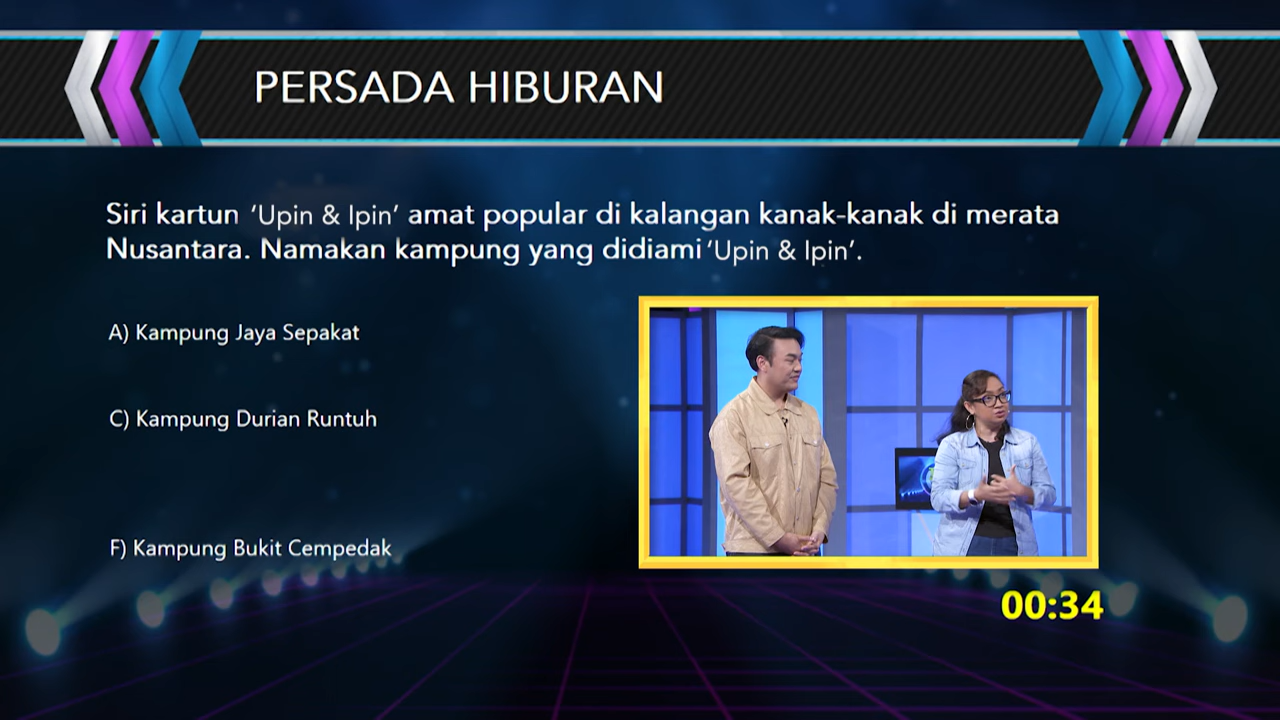 PERSADA HIBURAN
Siri kartun 'Upin & Ipin' amat popular di kalangan kanak-kanak di merata
Nusantara. Namakan kampung yang didiami 'Upin & Ipin'.
A) Kampung Jaya Sepakat
C) Kampung Durian Runtuh
F) Kampung Bukit Cempedak
00:34